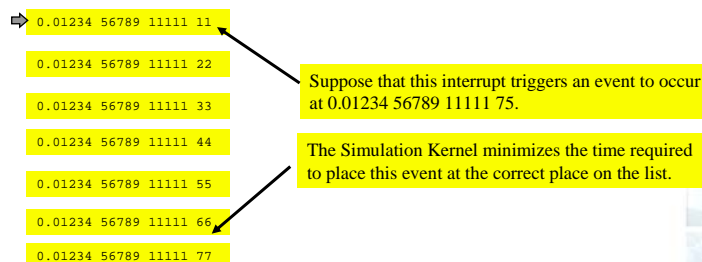 0.01234 56789 11111 11
0.01234 56789 11111 22
Suppose that this interrupt triggers an event to occur
at 0.01234 56789 11111 75.
0.01234 56789 11111 33
0.01234 56789 11111 44
The Simulation Kernel minimizes the time required
to place this event at the correct place on the list.
0.01234 56789 11111 55
0.01234 56789 11111 66
0.01234 56789 11111 77